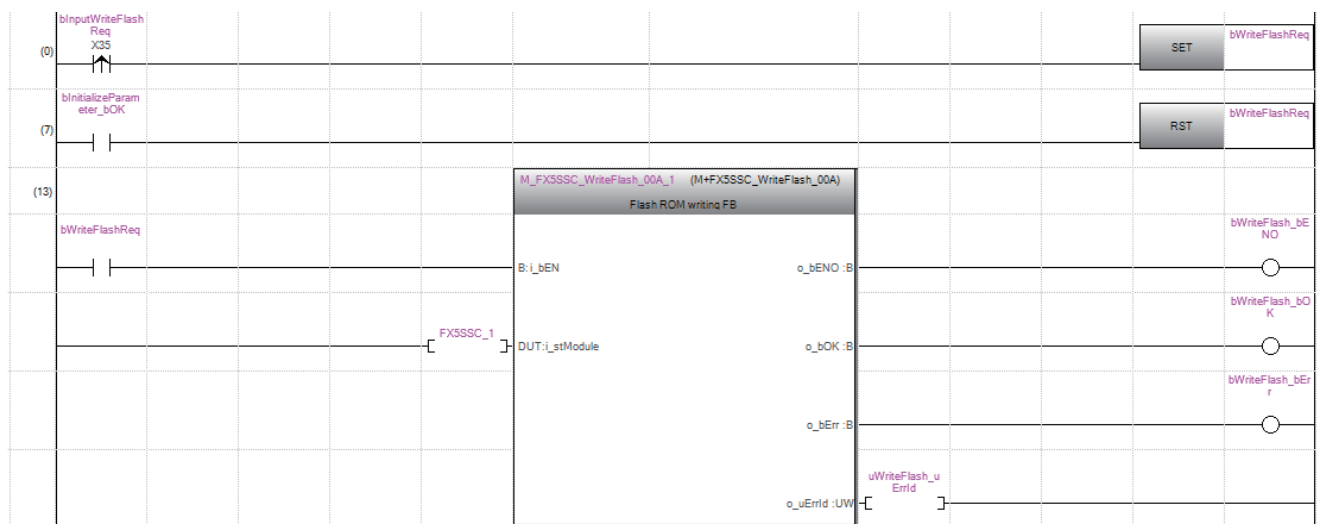 bInputWriteFlash
Req
X35
(0)
SET
bWriteFlashReq
bInitializeParam
eter_bOK
(7)
RST
bWriteFlashReq
(13)
M_FX5SSC_WriteFlash_00A_1 (M+FX5SSC_WriteFlash_00A)
Flash ROM writing FB
bWriteFlashReq
B:i_bEN
o_bENO :B
bWriteFlash_bE
NO
FX5SSC_1
DUT:i_stModule
o_bOK :B
bWriteFlash_bO
K
o_bErr :B
bWriteFlash_bEr
r
o_uErrId :UW
uWriteFlash_u
ErrId